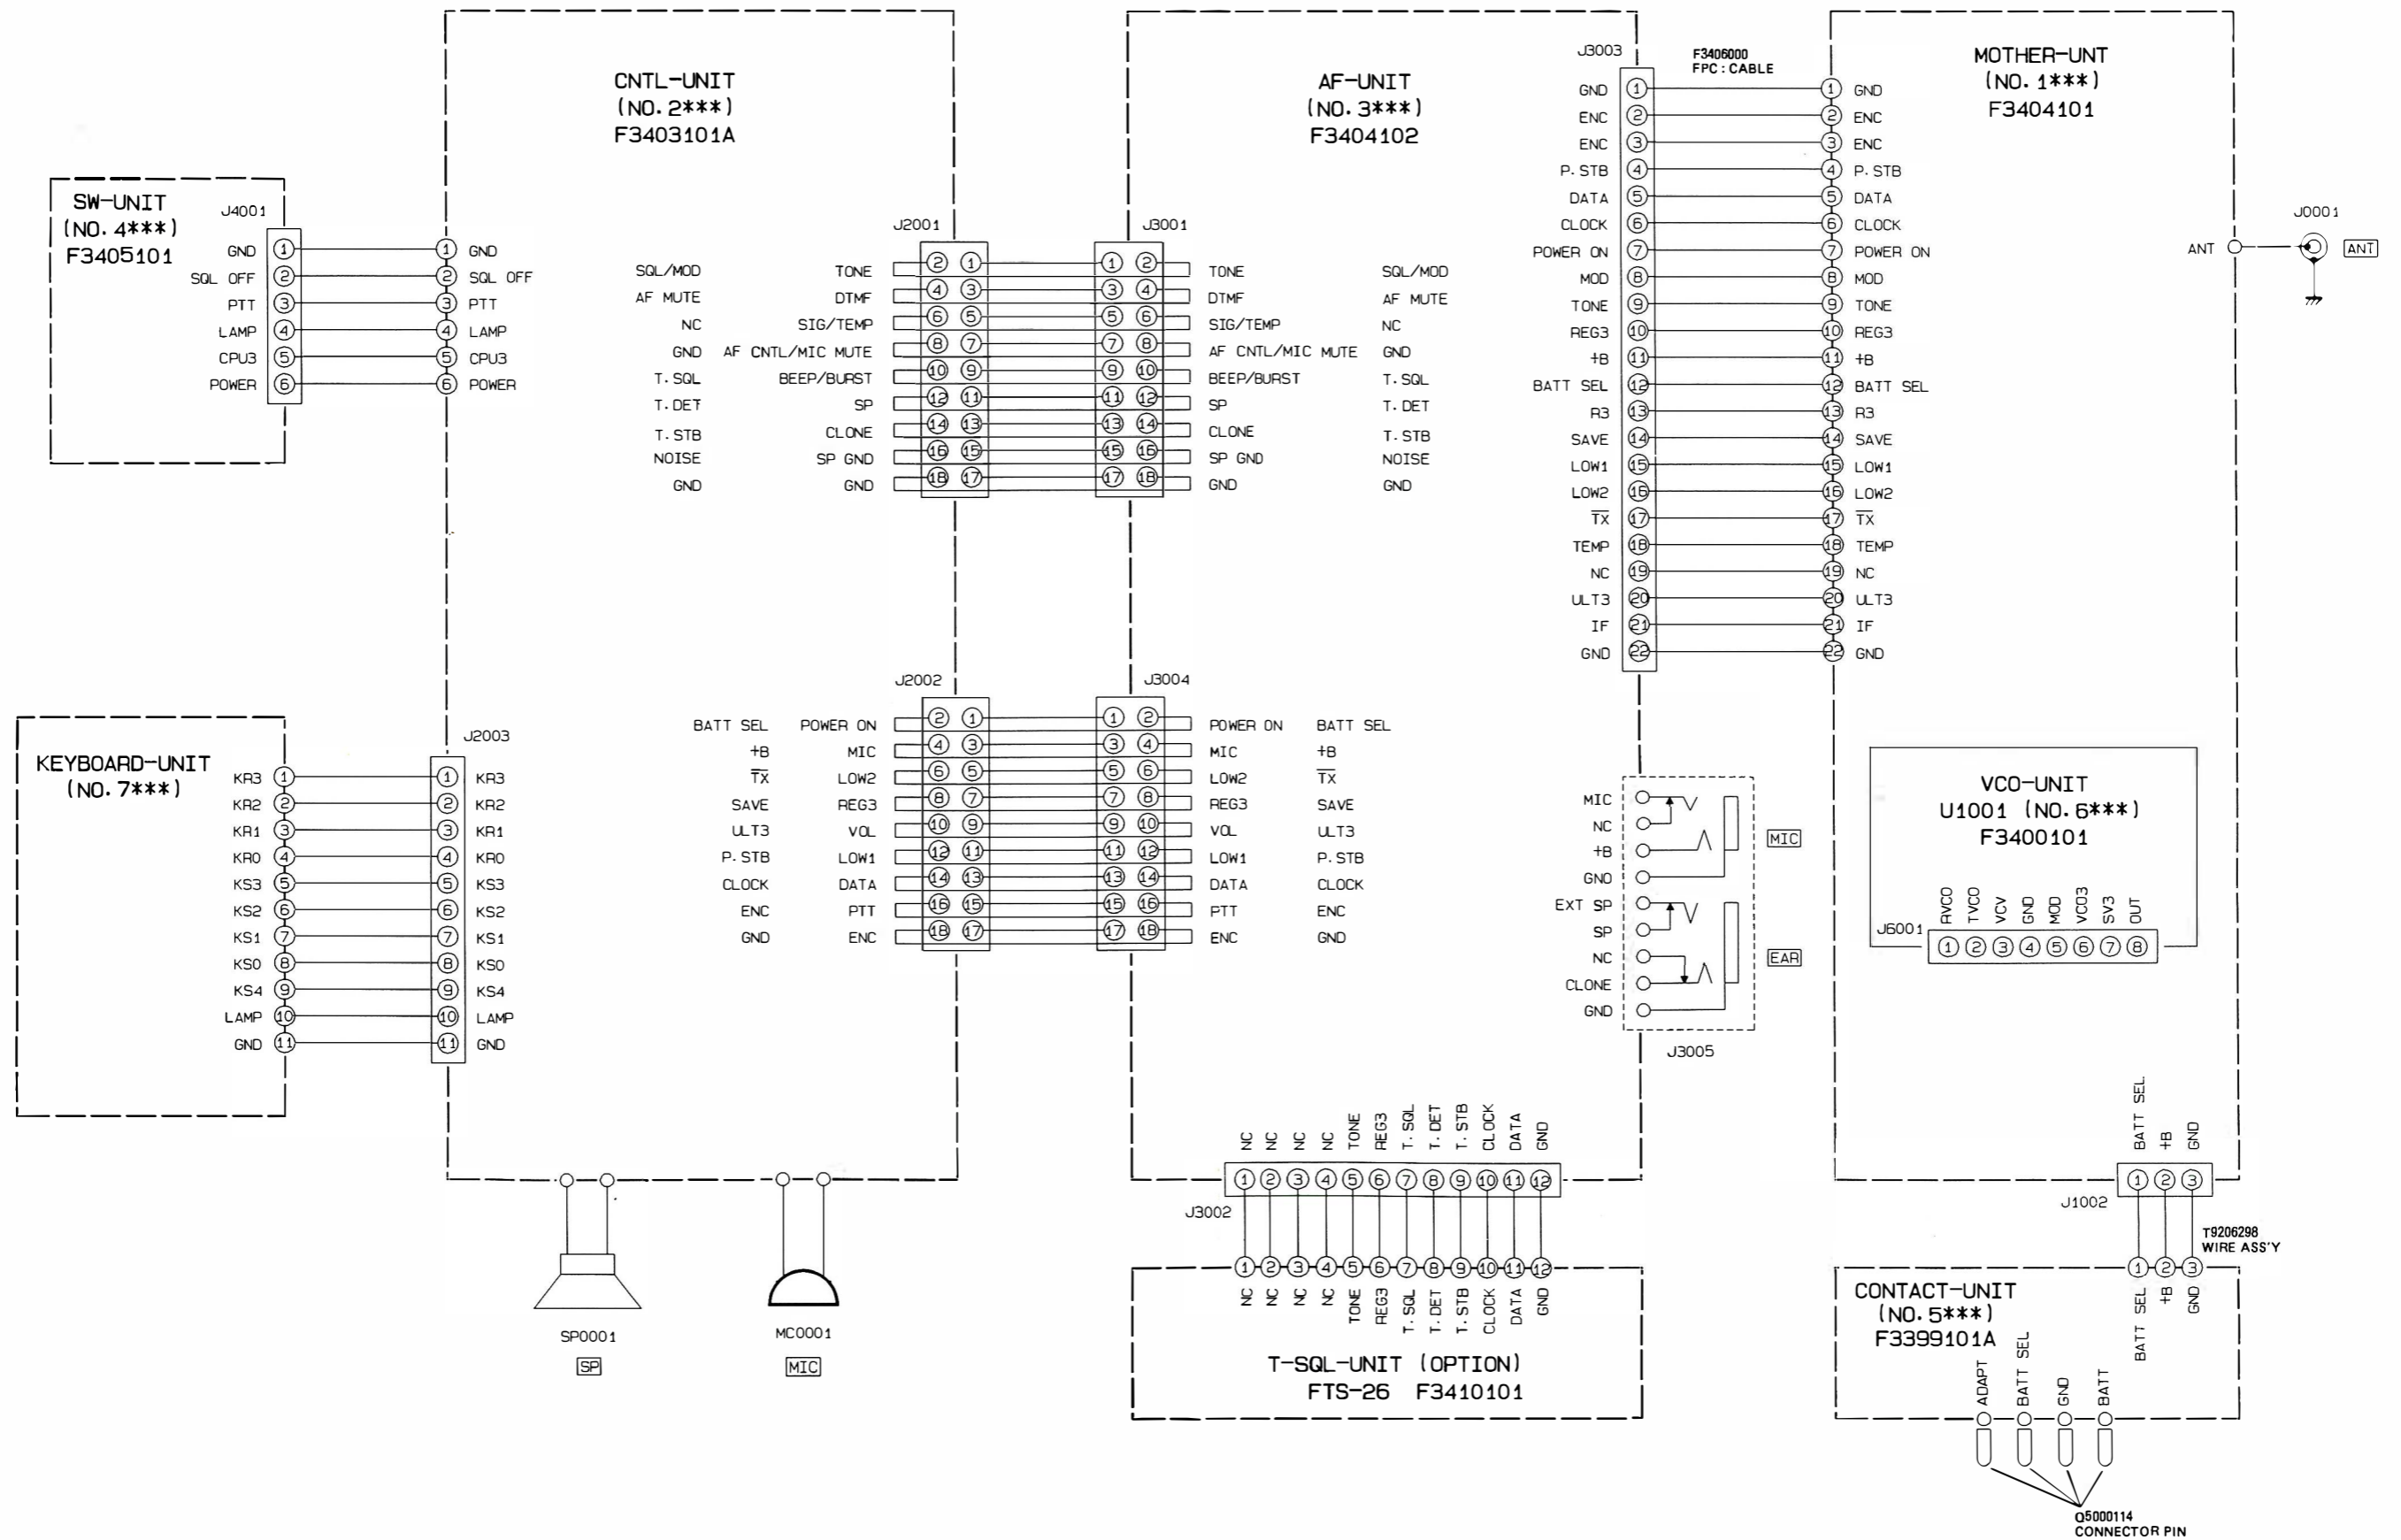 SW-UNIT
(NO. 4***)
F3405101
J4001
GND 1 1 GND
SQL OFF 2 2 SQL OFF
PTT 3 3 PTT
LAMP 4 4 LAMP
CPU3 5 5 CPU3
POWER 6 6 POWER
KEYBOARD-UNIT
(NO. 7***)
J2003
KR3 1 1 KR3
KR2 2 2 KR2
KR1 3 3 KR1
KR0 4 4 KR0
KS3 5 5 KS3
KS2 6 6 KS2
KS1 7 7 KS1
KS0 8 8 KS0
KS4 9 9 KS4
LAMP 10 10 LAMP
GND 11 11 GND
CNTL-UNIT
(NO. 2***)
F3403101A
AF-UNIT
(NO. 3***)
F3404102
J2001 J3001
SQL/MOD TONE 2 1 1 2 TONE SQL/MOD
AF MUTE DTMF 4 3 3 4 DTMF AF MUTE
NC SIG/TEMP 6 5 5 6 SIG/TEMP NC
GND AF CNTL/MIC MUTE 8 7 7 8 AF CNTL/MIC MUTE GND
T.SQL BEEP/BURST 10 9 9 10 BEEP/BURST T.SQL
T.DET SP 12 11 11 12 SP T.DET
T.STB CLONE 14 13 13 14 CLONE T.STB
NOISE SP GND 16 15 15 16 SP GND NOISE
GND GND 18 17 17 18 GND GND
J2002 J3004
BATT SEL POWER ON 2 1 1 2 POWER ON BATT SEL
+B MIC 4 3 3 4 MIC +B
TX LOW2 6 5 5 6 LOW2 TX
SAVE REG3 8 7 7 8 REG3 SAVE
ULT3 VOL 10 9 9 10 VOL ULT3
P.STB LOW1 12 11 11 12 LOW1 P.STB
CLOCK DATA 14 13 13 14 DATA CLOCK
ENC PTT 16 15 15 16 PTT ENC
GND ENC 18 17 17 18 ENC GND
SP0001
SP
MC0001
MIC
J3003
F3406000
FPC : CABLE
MOTHER-UNT
(NO. 1***)
F3404101
GND 1 1 GND
ENC 2 2 ENC
ENC 3 3 ENC
P.STB 4 4 P.STB
DATA 5 5 DATA
CLOCK 6 6 CLOCK
POWER ON 7 7 POWER ON
MOD 8 8 MOD
TONE 9 9 TONE
REG3 10 10 REG3
+B 11 11 +B
BATT SEL 12 12 BATT SEL
R3 13 13 R3
SAVE 14 14 SAVE
LOW1 15 15 LOW1
LOW2 16 16 LOW2
TX 17 17 TX
TEMP 18 18 TEMP
NC 19 19 NC
ULT3 20 20 ULT3
IF 21 21 IF
GND 22 22 GND
J0001
ANT ANT
MIC
NC
+B
GND
MIC
EXT SP
SP
NC
CLONE
GND
EAR
J3005
VCO-UNIT
U1001 (NO. 6***)
F3400101
RVCO TVCO VCV GND MOD VCO3 SV3 OUT
J6001
1 2 3 4 5 6 7 8
NC NC NC NC TONE REG3 T.SQL T.DET T.STB CLOCK DATA GND
1 2 3 4 5 6 7 8 9 10 11 12
J3002
1 2 3 4 5 6 7 8 9 10 11 12
NC NC NC NC TONE REG3 T.SQL T.DET T.STB CLOCK DATA GND
T-SQL-UNIT (OPTION)
FTS-26 F3410101
BATT SEL +B GND
1 2 3
J1002
T9206298
WIRE ASS'Y
1 2 3
BATT SEL +B GND
CONTACT-UNIT
(NO. 5***)
F3399101A
ADAPT BATT SEL GND BATT
Q5000114
CONNECTOR PIN